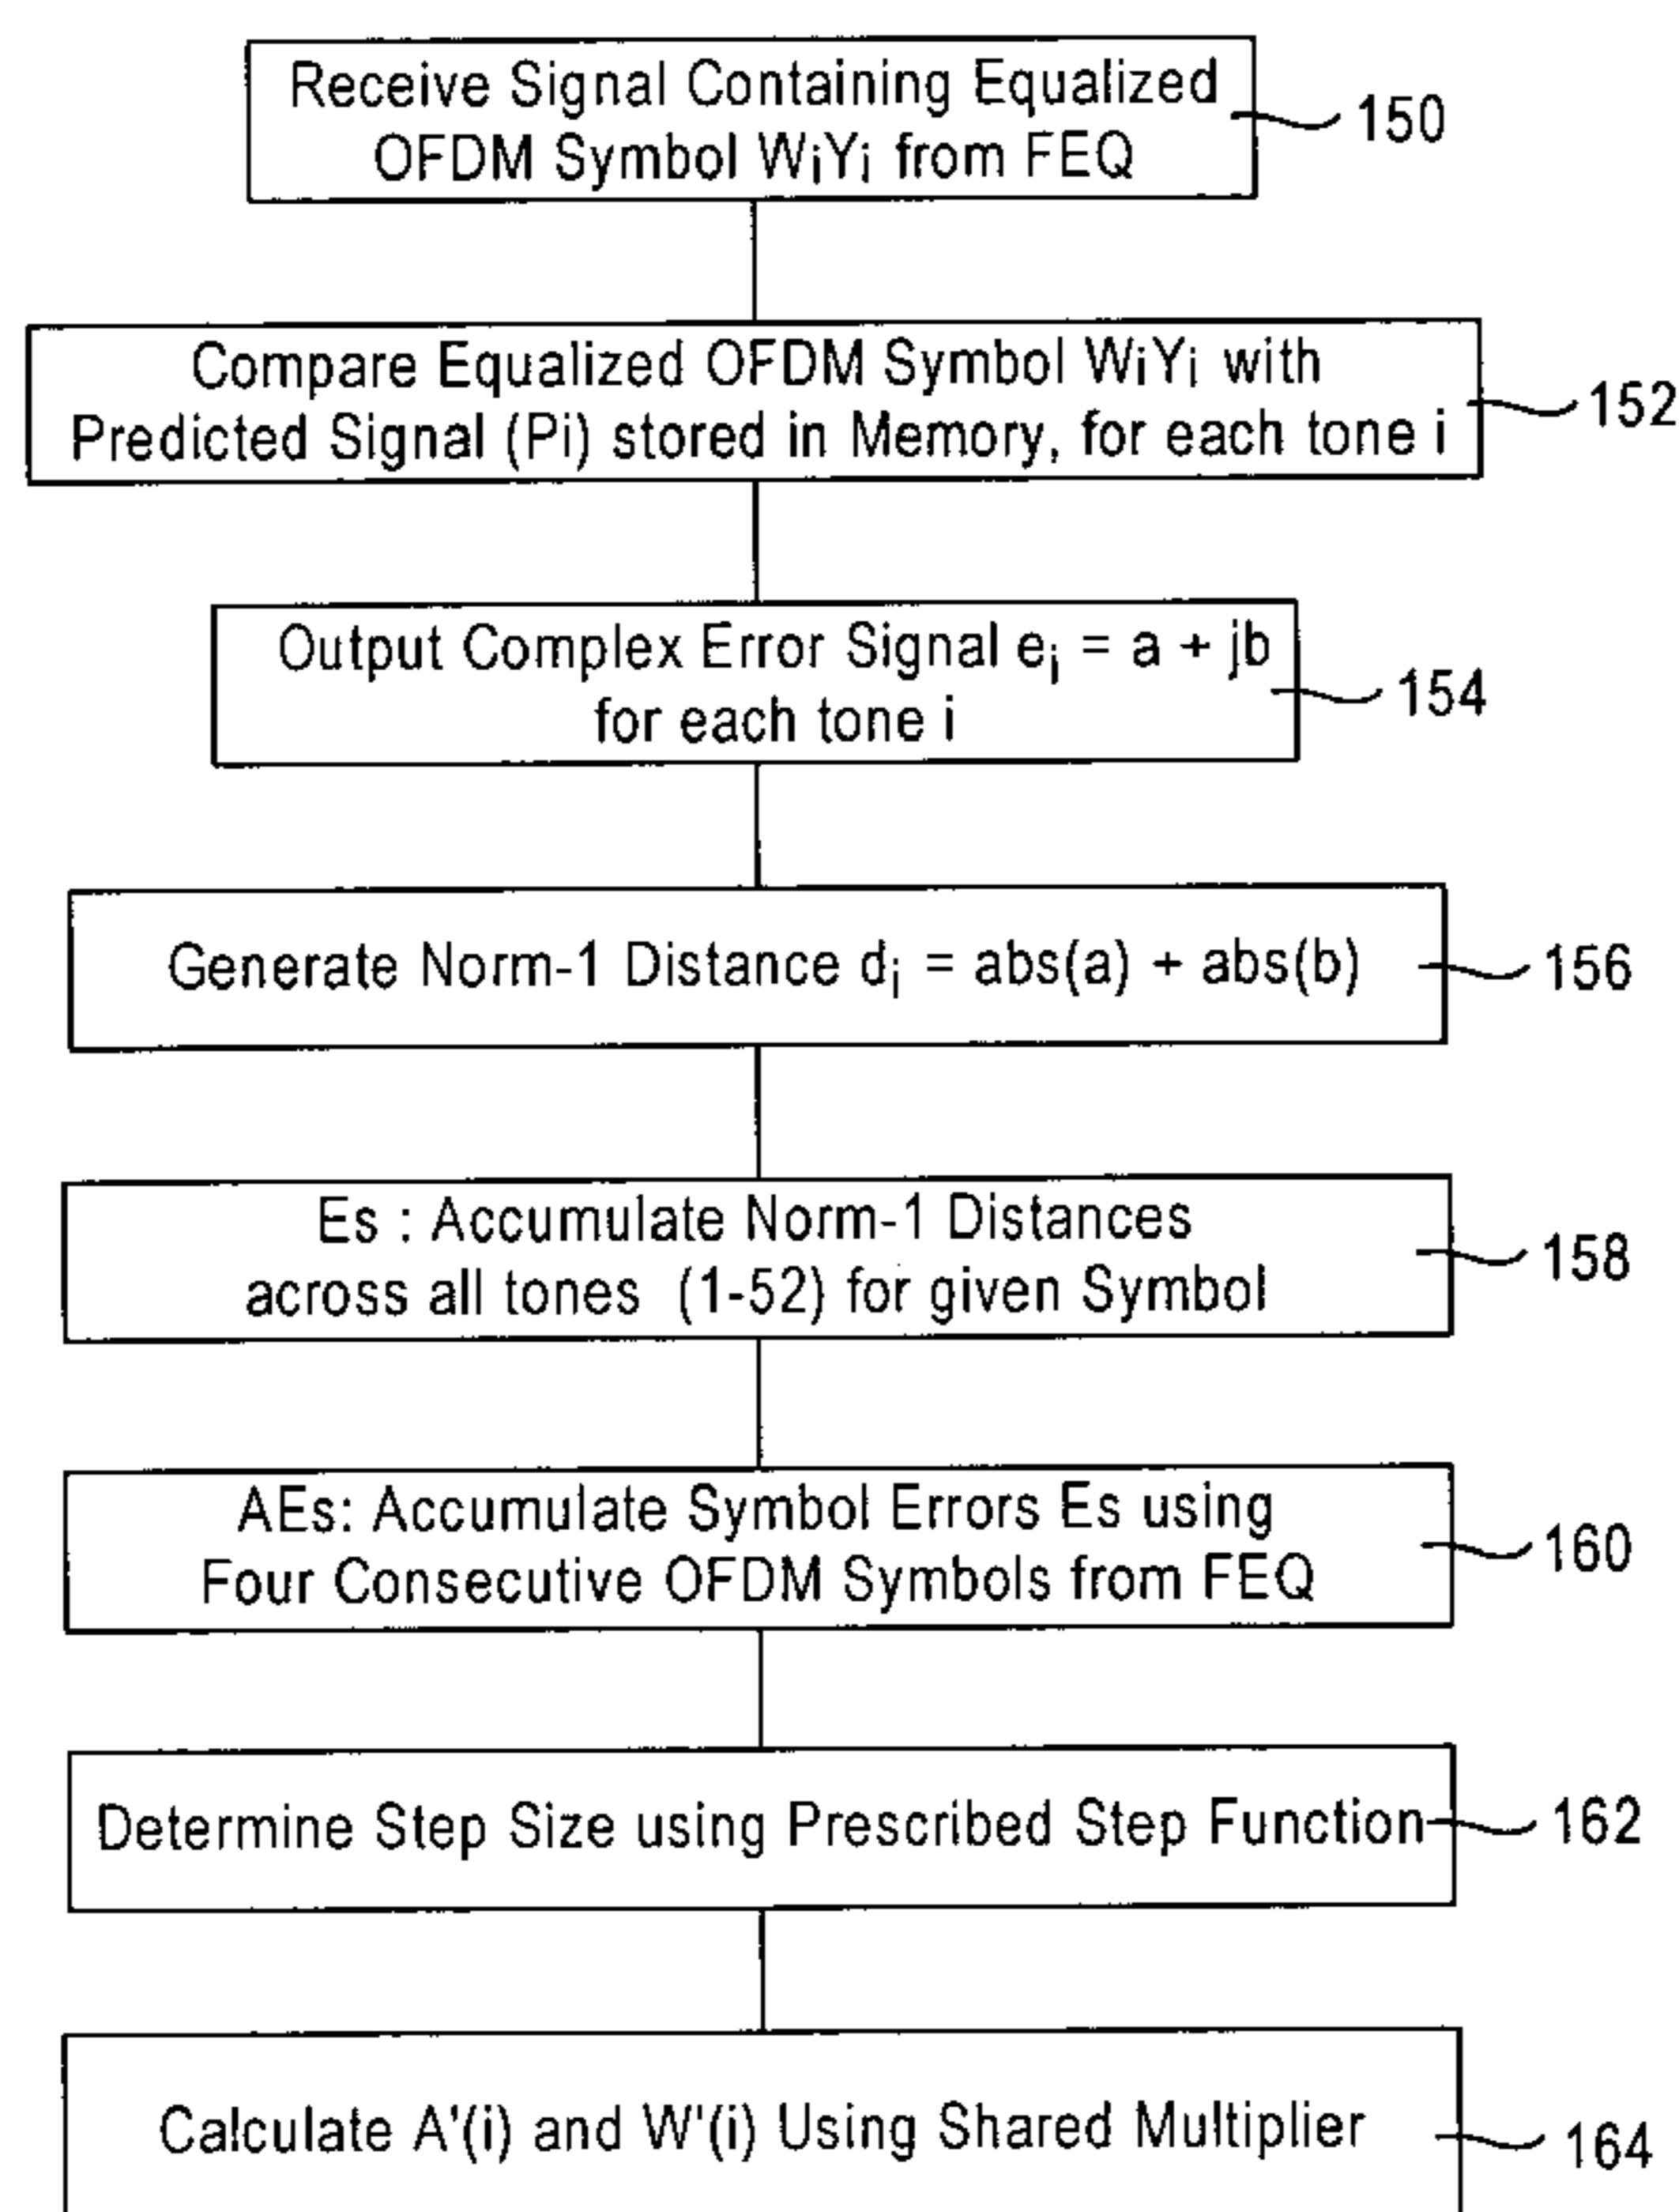 Receive Signal Containing Equalized
OFDM Symbol WiYi from FEQ
150
Compare Equalized OFDM Symbol WiYi with
Predicted Signal (Pi) stored in Memory, for each tone i
152
Output Complex Error Signal ei = a + jb
for each tone i
154
Generate Norm-1 Distance di = abs(a) + abs(b)
156
Es : Accumulate Norm-1 Distances
across all tones (1-52) for given Symbol
158
AEs: Accumulate Symbol Errors Es using
Four Consecutive OFDM Symbols from FEQ
160
Determine Step Size using Prescribed Step Function
162
Calculate A'(i) and W'(i) Using Shared Multiplier
164